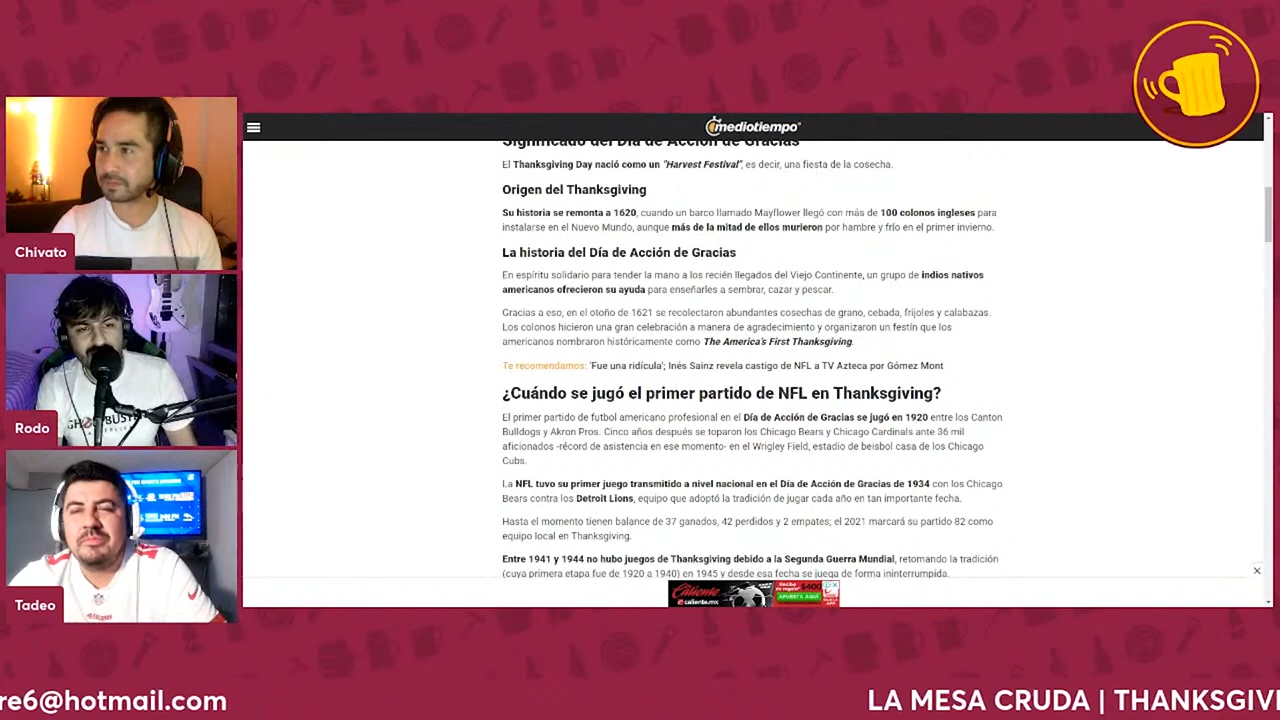 mediotiempo
Significado del Día de Acción de Gracias
El Thanksgiving Day nació como un "Harvest Festival", es decir, una fiesta de la cosecha.
Origen del Thanksgiving
Su historia se remonta a 1620, cuando un barco llamado Mayflower llegó con más de 100 colonos ingleses para
instalarse en el Nuevo Mundo, aunque más de la mitad de ellos murieron por hambre y frío en el primer invierno.
La historia del Día de Acción de Gracias
En espíritu solidario para tender la mano a los recién llegados del Viejo Continente, un grupo de indios nativos
americanos ofrecieron su ayuda para enseñarles a sembrar, cazar y pescar.
Gracias a eso, en el otoño de 1621 se recolectaron abundantes cosechas de grano, cebada, frijoles y calabazas.
Los colonos hicieron una gran celebración a manera de agradecimiento y organizaron un festín que los
americanos nombraron históricamente como The America's First Thanksgiving.
Te recomendamos: 'Fue una ridícula'; Inés Sainz revela castigo de NFL a TV Azteca por Gómez Mont
¿Cuándo se jugó el primer partido de NFL en Thanksgiving?
El primer partido de futbol americano profesional en el Día de Acción de Gracias se jugó en 1920 entre los Canton
Bulldogs y Akron Pros. Cinco años después se toparon los Chicago Bears y Chicago Cardinals ante 36 mil
aficionados -récord de asistencia en ese momento- en el Wrigley Field, estadio de beisbol casa de los Chicago
Cubs.
La NFL tuvo su primer juego transmitido a nivel nacional en el Día de Acción de Gracias de 1934 con los Chicago
Bears contra los Detroit Lions, equipo que adoptó la tradición de jugar cada año en tan importante fecha.
Hasta el momento tienen balance de 37 ganados, 42 perdidos y 2 empates; el 2021 marcará su partido 82 como
equipo local en Thanksgiving.
Entre 1941 y 1944 no hubo juegos de Thanksgiving debido a la Segunda Guerra Mundial, retomando la tradición
(cuya primera etapa fue de 1920 a 1940) en 1945 y desde esa fecha se juega de forma ininterrumpida.
Caliente
caliente.mx
$400
APUESTA AQUÍ
Chivato
Rodo
Tadeo
re6@hotmail.com
LA MESA CRUDA | THANKSGIVI